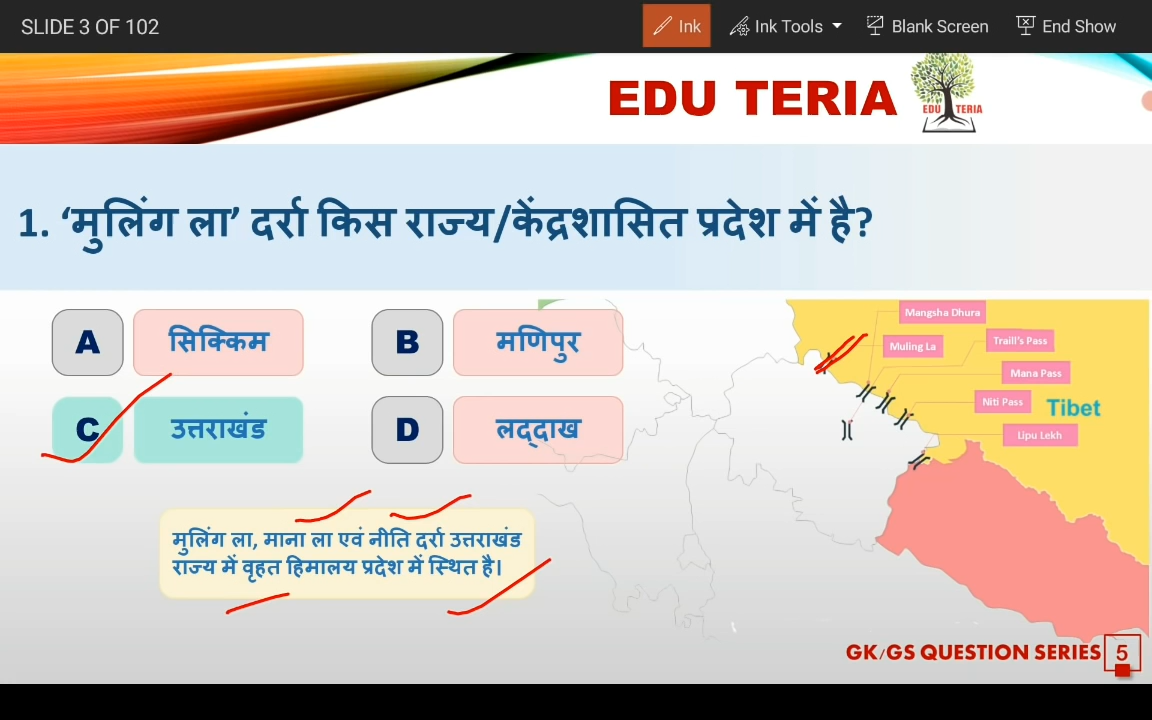 SLIDE 3 OF 102
Ink
Ink Tools
Blank Screen
End Show
EDU TERIA
EDU TERIA
1. ‘मुलिंग ला’ दर्रा किस राज्य/केंद्रशासित प्रदेश में है?
A सिक्किम
B मणिपुर
C उत्तराखंड
D लद्दाख
मुलिंग ला, माना ला एवं नीति दर्रा उत्तराखंड
राज्य में वृहत हिमालय प्रदेश में स्थित है।
Mangsha Dhura
Muling La
Traill's Pass
Mana Pass
Niti Pass
Tibet
Lipu Lekh
GK/GS QUESTION SERIES 5